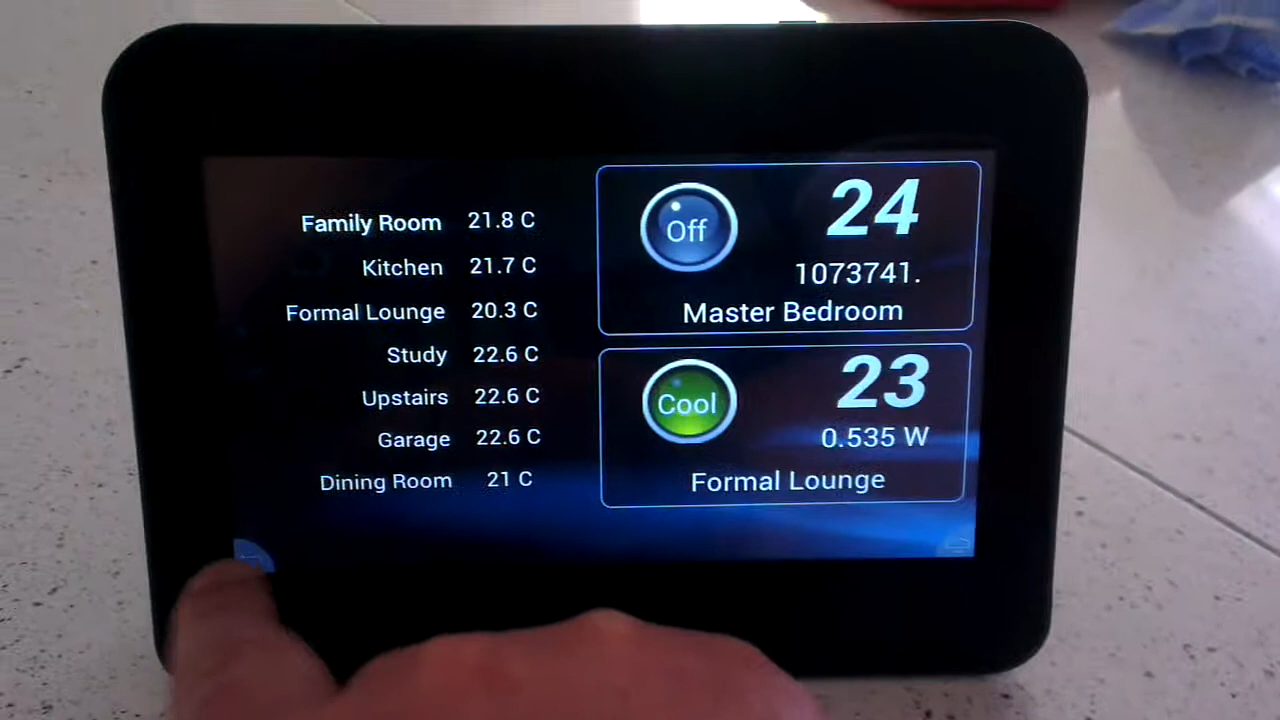 Family Room 21.8 C
Kitchen 21.7 C
Formal Lounge 20.3 C
Study 22.6 C
Upstairs 22.6 C
Garage 22.6 C
Dining Room 21 C
Off
24
1073741.
Master Bedroom
Cool
23
0.535 W
Formal Lounge